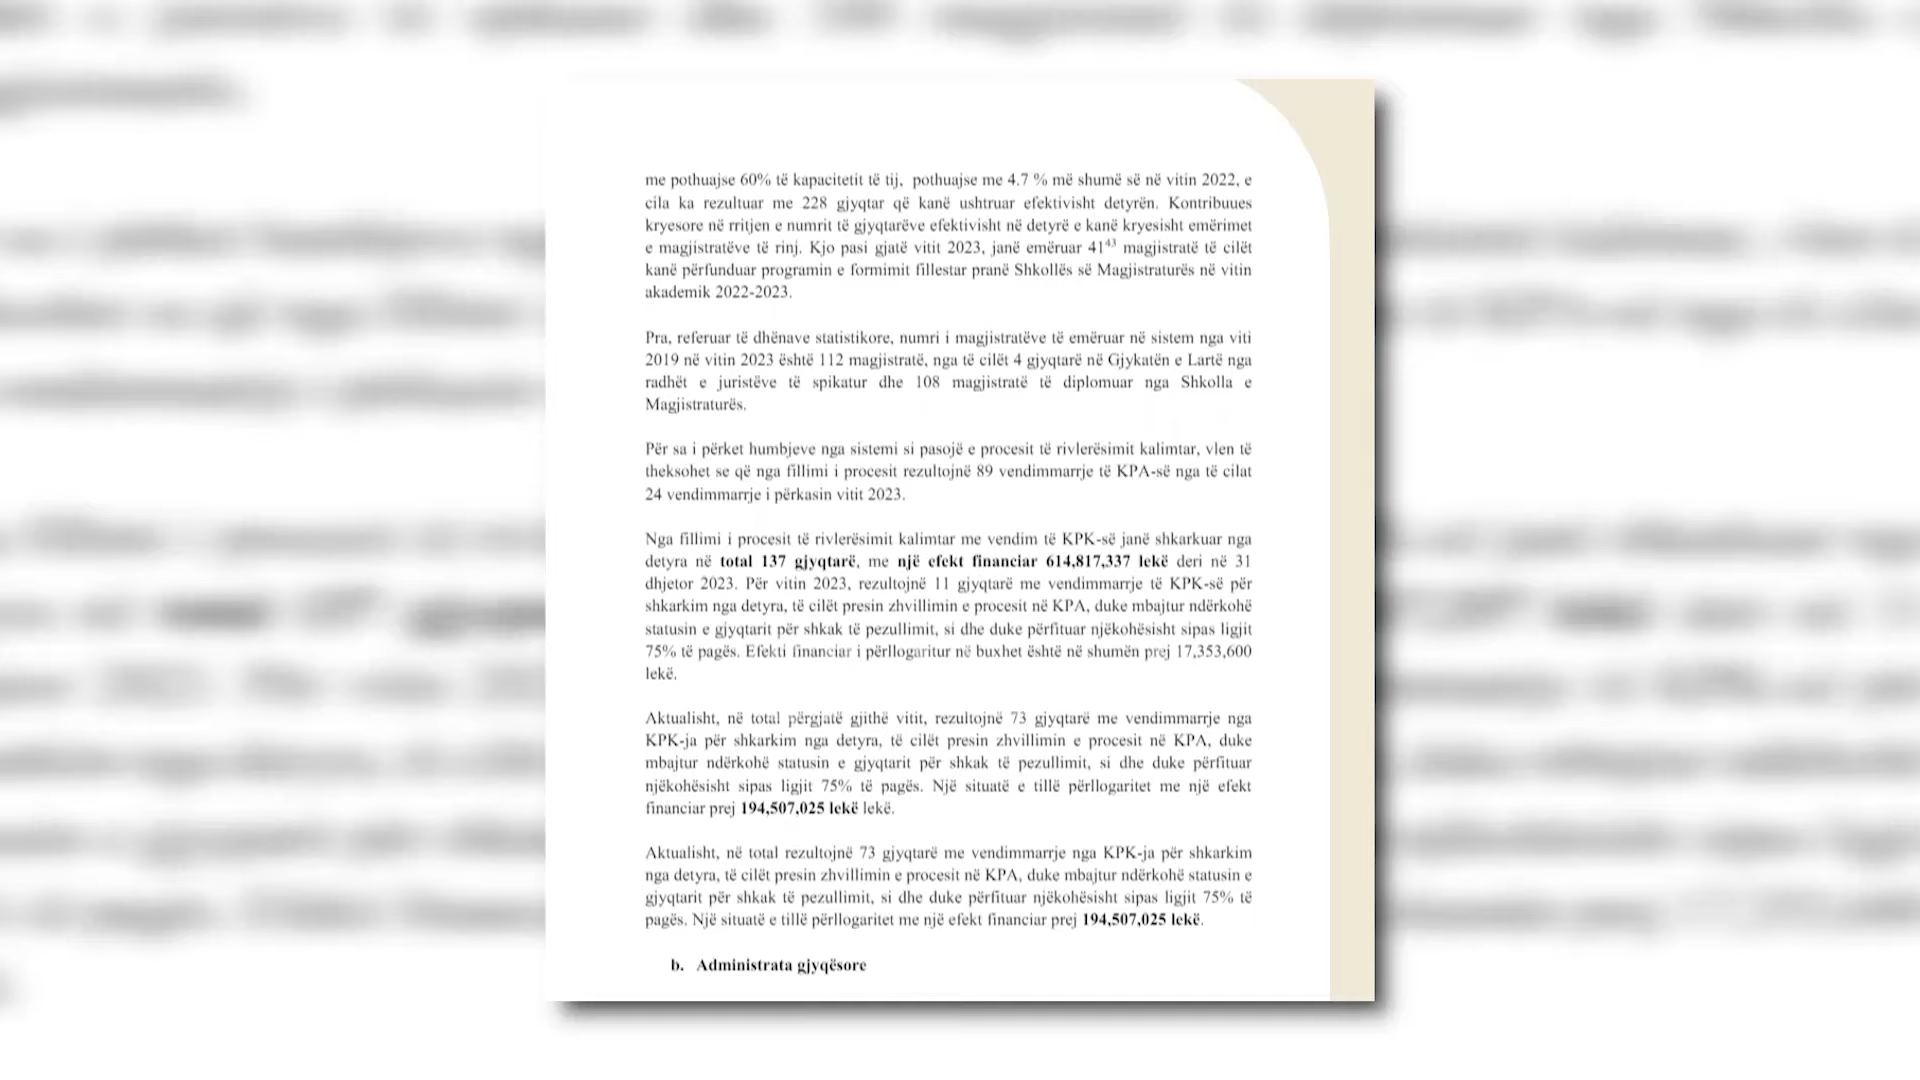 me pothuajse 60% të kapacitetit të tij, pothuajse me 4.7 % më shumë së në vitin 2022, e
cila ka rezultuar me 228 gjyqtar që kanë ushtruar efektivisht detyrën. Kontribuues
kryesore në rritjen e numrit të gjyqtarëve efektivisht në detyrë e kanë kryesisht emërimet
e magjistratëve të rinj. Kjo pasi gjatë vitit 2023, janë emëruar 41⁴³ magjistratë të cilët
kanë përfunduar programin e formimit fillestar pranë Shkollës së Magjistraturës në vitin
akademik 2022-2023.
Pra, referuar të dhënave statistikore, numri i magjistratëve të emëruar në sistem nga viti
2019 në vitin 2023 është 112 magjistratë, nga të cilët 4 gjyqtarë në Gjykatën e Lartë nga
radhët e juristëve të spikatur dhe 108 magjistratë të diplomuar nga Shkolla e
Magjistraturës.
Për sa i përket humbjeve nga sistemi si pasojë e procesit të rivlerësimit kalimtar, vlen të
theksohet se që nga fillimi i procesit rezultojnë 89 vendimmarrje të KPA-së nga të cilat
24 vendimmarrje i përkasin vitit 2023.
Nga fillimi i procesit të rivlerësimit kalimtar me vendim të KPK-së janë shkarkuar nga
detyra në total 137 gjyqtarë, me një efekt financiar 614,817,337 lekë deri në 31
dhjetor 2023. Për vitin 2023, rezultojnë 11 gjyqtarë me vendimmarrje të KPK-së për
shkarkim nga detyra, të cilët presin zhvillimin e procesit në KPA, duke mbajtur ndërkohë
statusin e gjyqtarit për shkak të pezullimit, si dhe duke përfituar njëkohësisht sipas ligjit
75% të pagës. Efekti financiar i përllogaritur në buxhet është në shumën prej 17,353,600
lekë.
Aktualisht, në total përgjatë gjithë vitit, rezultojnë 73 gjyqtarë me vendimmarrje nga
KPK-ja për shkarkim nga detyra, të cilët presin zhvillimin e procesit në KPA, duke
mbajtur ndërkohë statusin e gjyqtarit për shkak të pezullimit, si dhe duke përfituar
njëkohësisht sipas ligjit 75% të pagës. Një situatë e tillë përllogaritet me një efekt
financiar prej 194,507,025 lekë lekë.
Aktualisht, në total rezultojnë 73 gjyqtarë me vendimmarrje nga KPK-ja për shkarkim
nga detyra, të cilët presin zhvillimin e procesit në KPA, duke mbajtur ndërkohë statusin e
gjyqtarit për shkak të pezullimit, si dhe duke përfituar njëkohësisht sipas ligjit 75% të
pagës. Një situatë e tillë përllogaritet me një efekt financiar prej 194,507,025 lekë.
b. Administrata gjyqësore